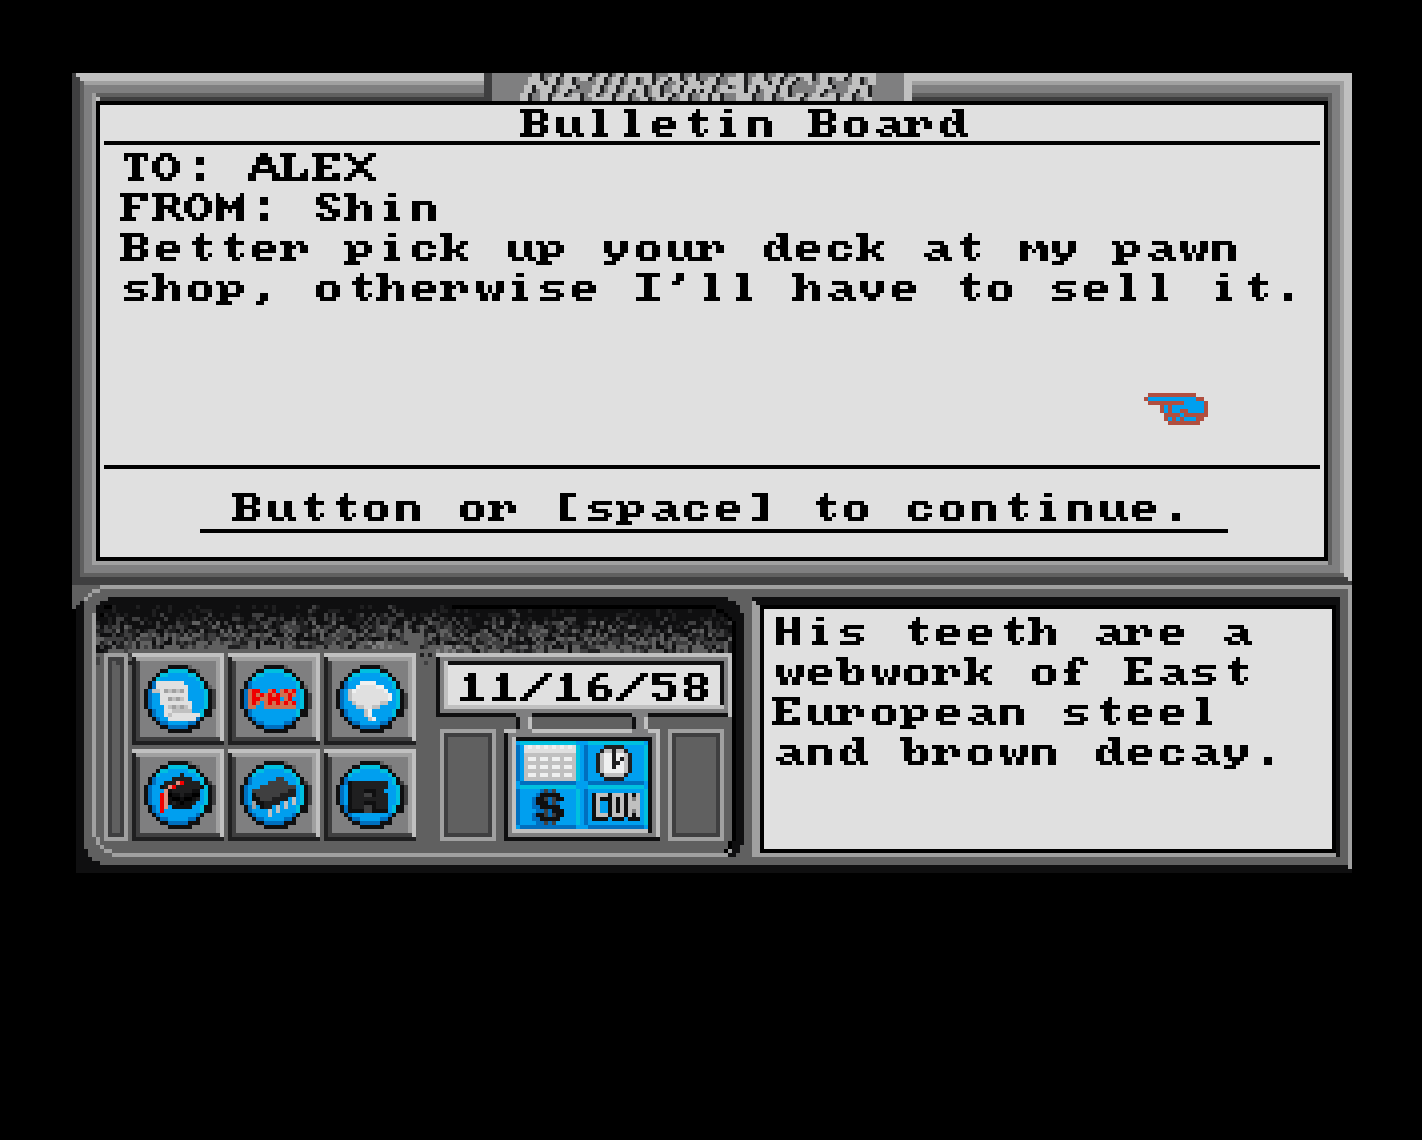 NEUROMANCER
Bulletin Board
TO: ALEX
FROM: Shin
Better pick up your deck at my pawn
shop, otherwise I'll have to sell it.
Button or [space] to continue.
PAX
11/16/58
$ COM
R
His teeth are a
webwork of East
European steel
and brown decay.